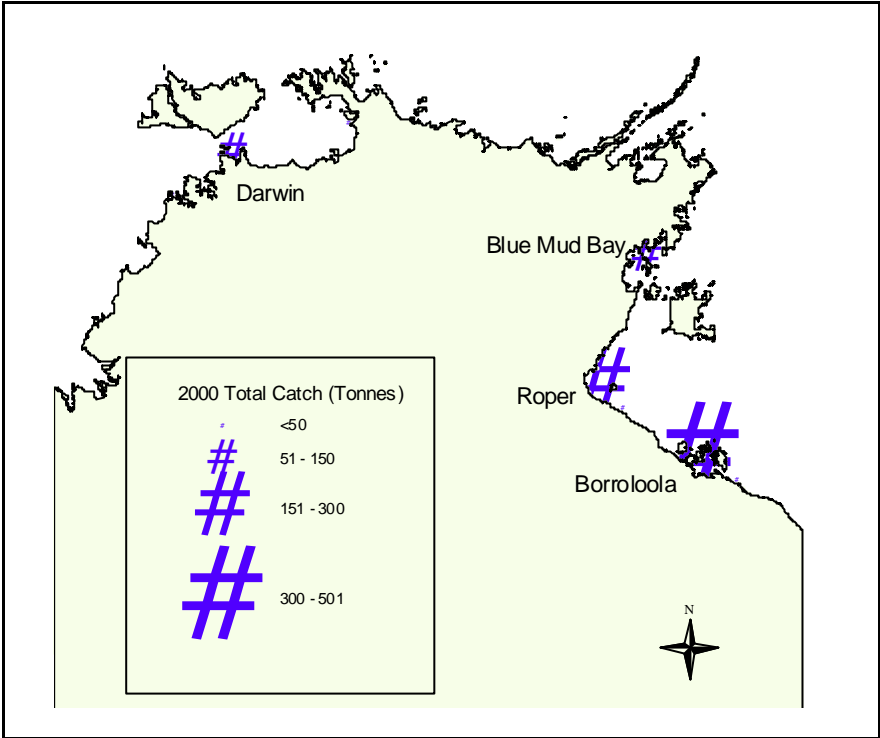 Darwin
Blue Mud Bay
Roper
Borroloola
2000 Total Catch (Tonnes)
# <50
# 51 - 150
# 151 - 300
# 300 - 501
N